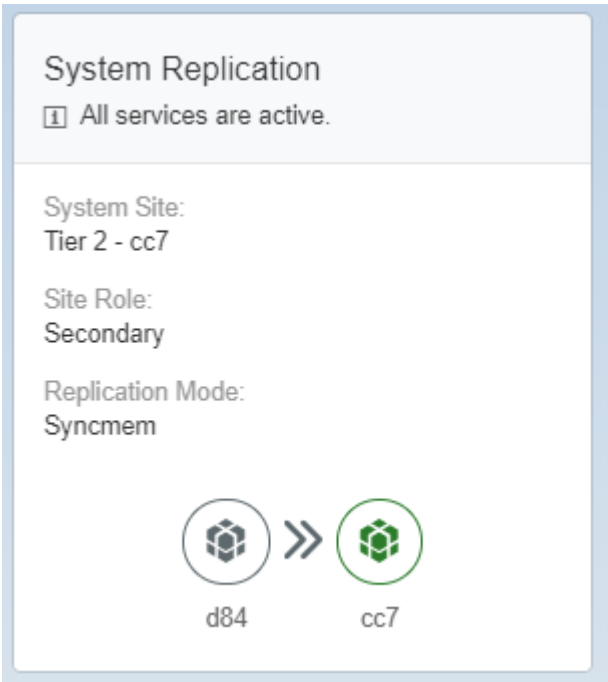 System Replication
All services are active.
System Site:
Tier 2 - cc7
Site Role:
Secondary
Replication Mode:
Syncmem
d84 cc7